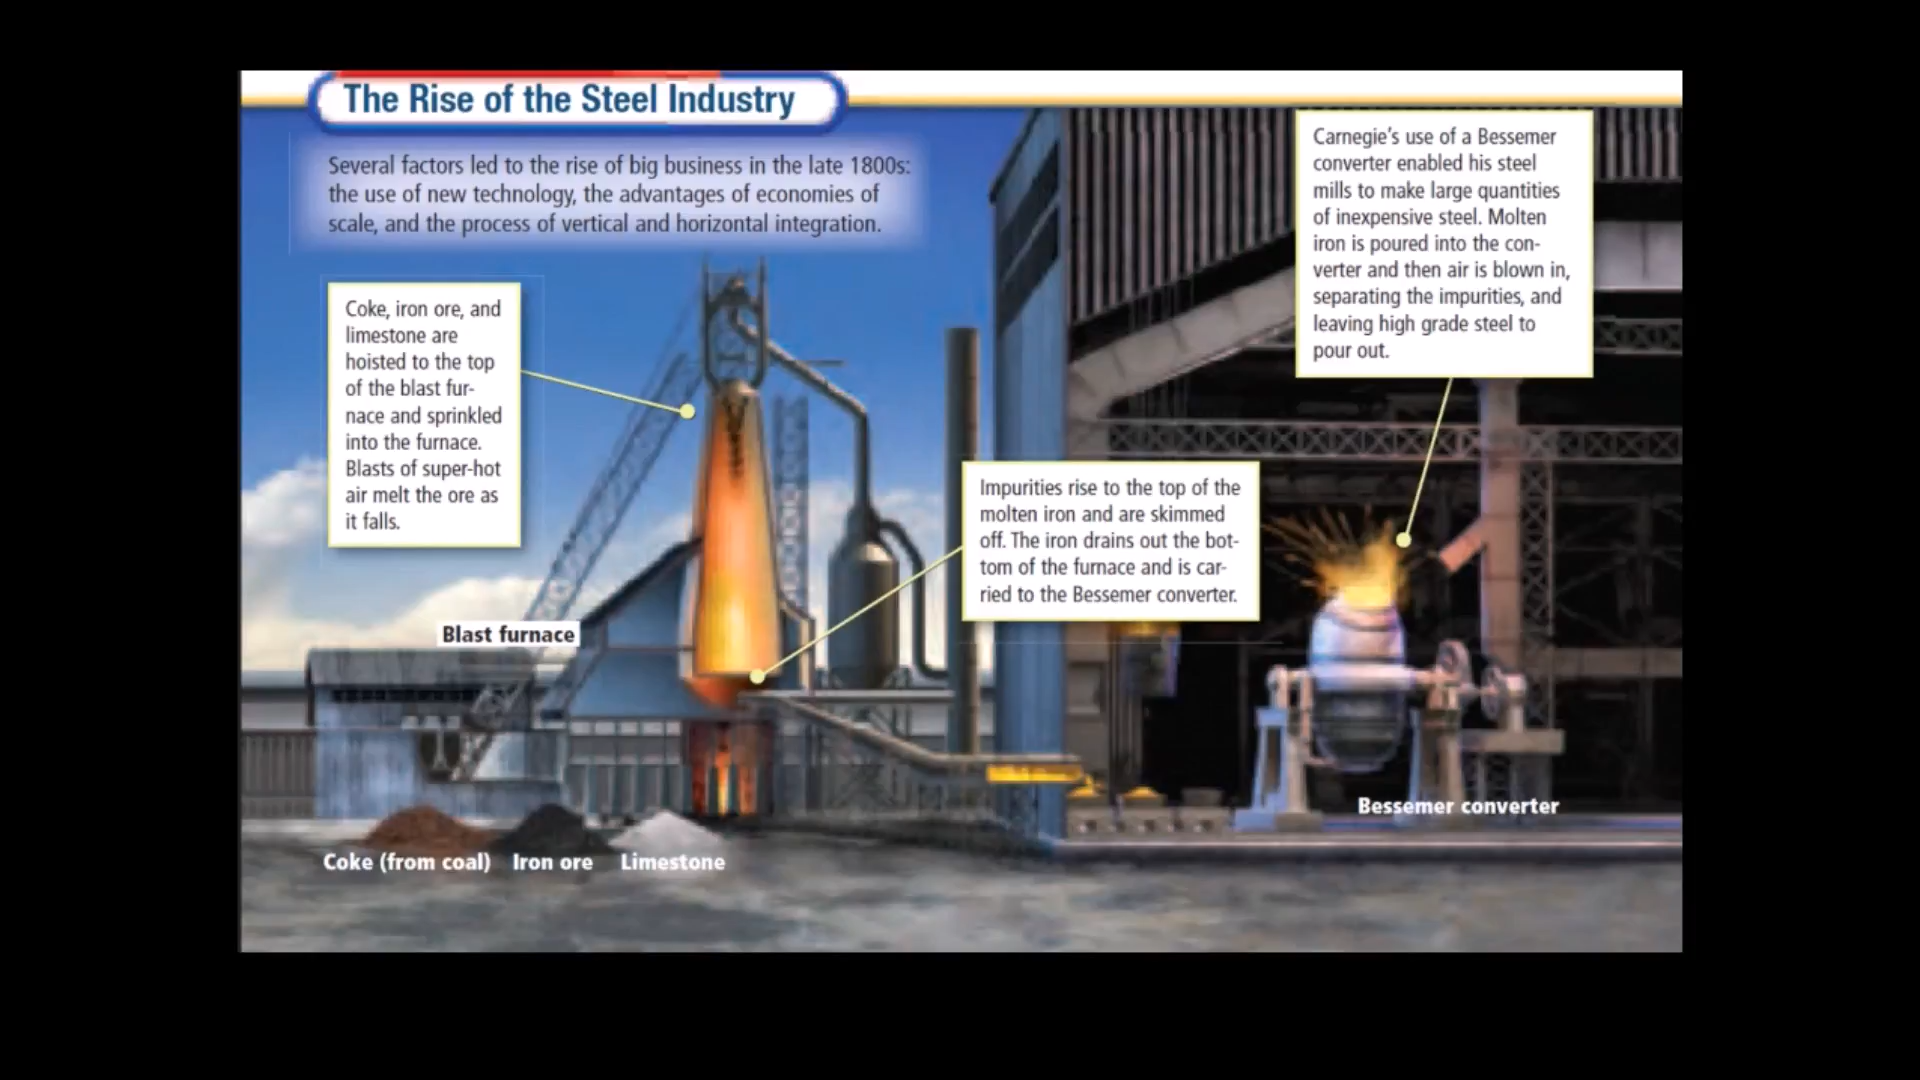 The Rise of the Steel Industry
Several factors led to the rise of big business in the late 1800s:
the use of new technology, the advantages of economies of
scale, and the process of vertical and horizontal integration.
Coke, iron ore, and
limestone are
hoisted to the top
of the blast fur-
nace and sprinkled
into the furnace.
Blasts of super-hot
air melt the ore as
it falls.
Blast furnace
Coke (from coal)
Iron ore
Limestone
Impurities rise to the top of the
molten iron and are skimmed
off. The iron drains out the bot-
tom of the furnace and is car-
ried to the Bessemer converter.
Carnegie's use of a Bessemer
converter enabled his steel
mills to make large quantities
of inexpensive steel. Molten
iron is poured into the con-
verter and then air is blown in,
separating the impurities, and
leaving high grade steel to
pour out.
Bessemer converter